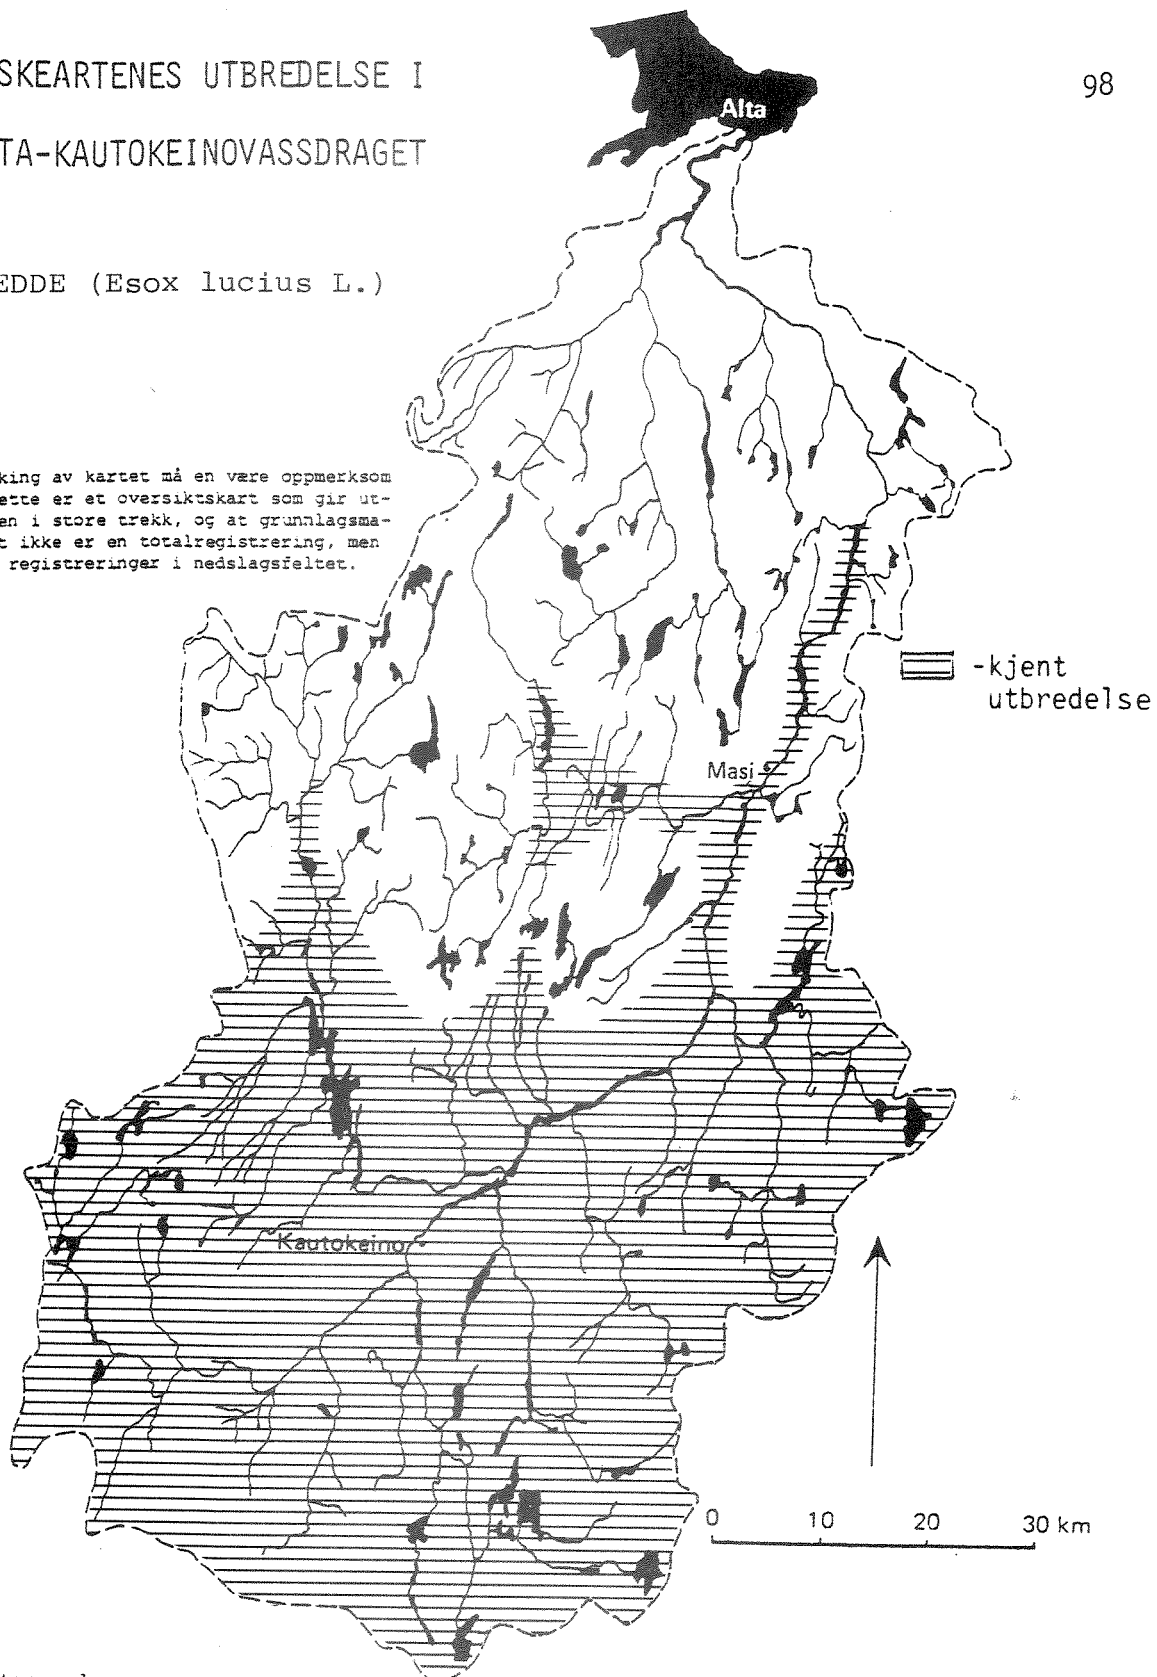 SKEARTENES UTBREDELSE I
98
TA-KAUTOKEINOVASSDRAGET
EDDE (Esox lucius L.)
king av kartet må en være oppmerksom
ette er et oversiktskart som gir ut-
en i store trekk, og at grunnlagsma-
t ikke er en totalregistrering, men
registreringer i nedslagsfeltet.
Alta
-kjent
utbredelse
Masi
Kautokeino
0 10 20 30 km